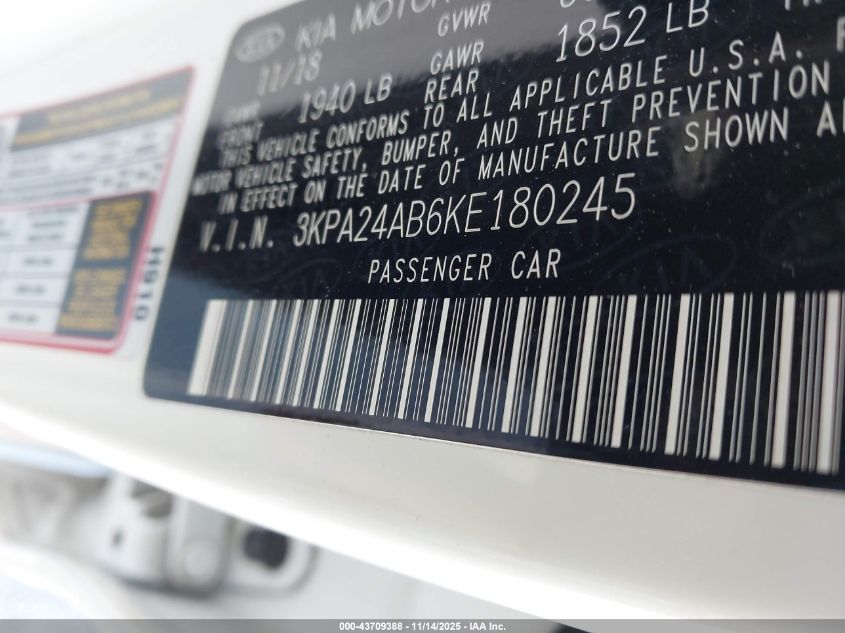 KIA KIA MOTOR
11/18 GVWR
FRONT 1940 LB GAWR REAR 1852 LB
THIS VEHICLE CONFORMS TO ALL APPLICABLE U.S.A.
MOTOR VEHICLE SAFETY, BUMPER, AND THEFT PREVENTION
IN EFFECT ON THE DATE OF MANUFACTURE SHOWN
V.I.N. 3KPA24AB6KE180245
PASSENGER CAR
H910
000-43709388 - 11/14/2025 - IAA Inc.